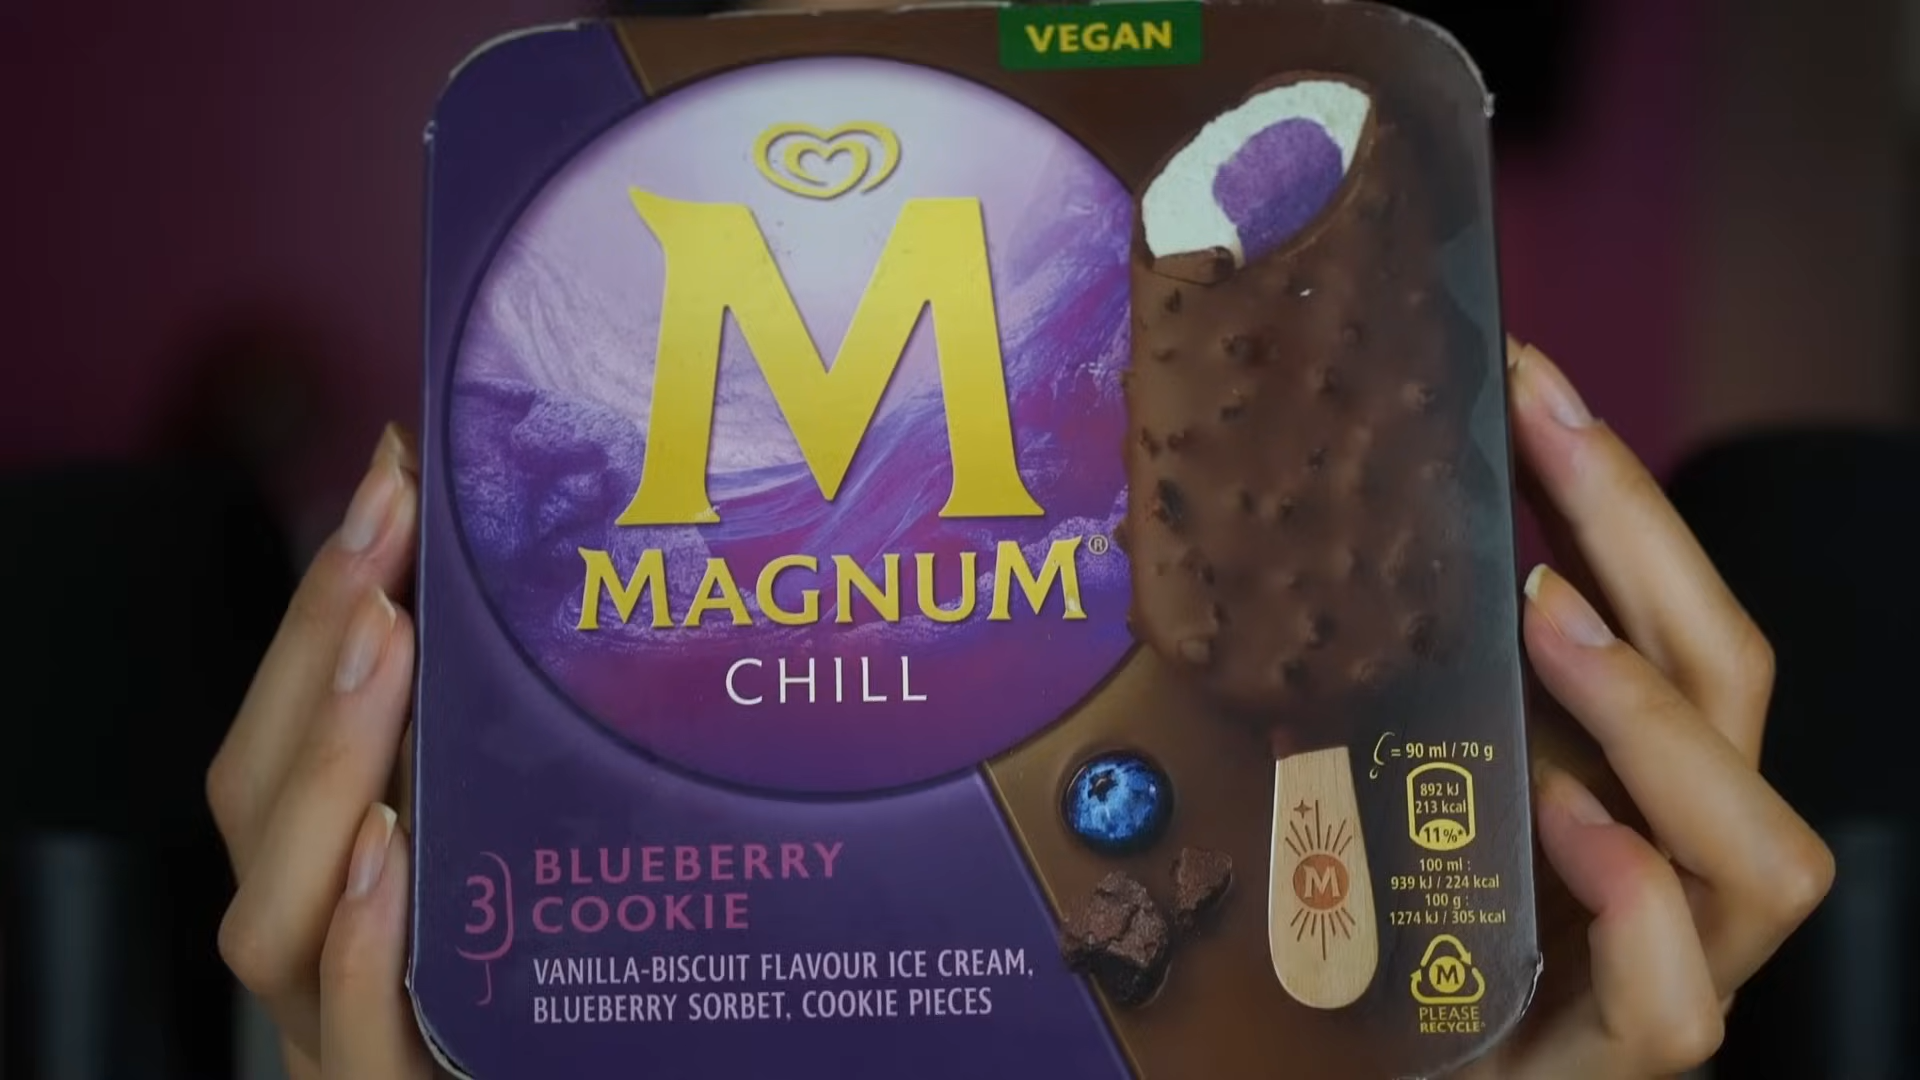 VEGAN
M
MAGNUM®
CHILL
3
BLUEBERRY
COOKIE
VANILLA-BISCUIT FLAVOUR ICE CREAM,
BLUEBERRY SORBET, COOKIE PIECES
M
= 90 ml / 70 g
892 kJ
213 kcal
11%*
100 ml :
939 kJ / 224 kcal
100 g :
1274 kJ / 305 kcal
M
PLEASE
RECYCLE